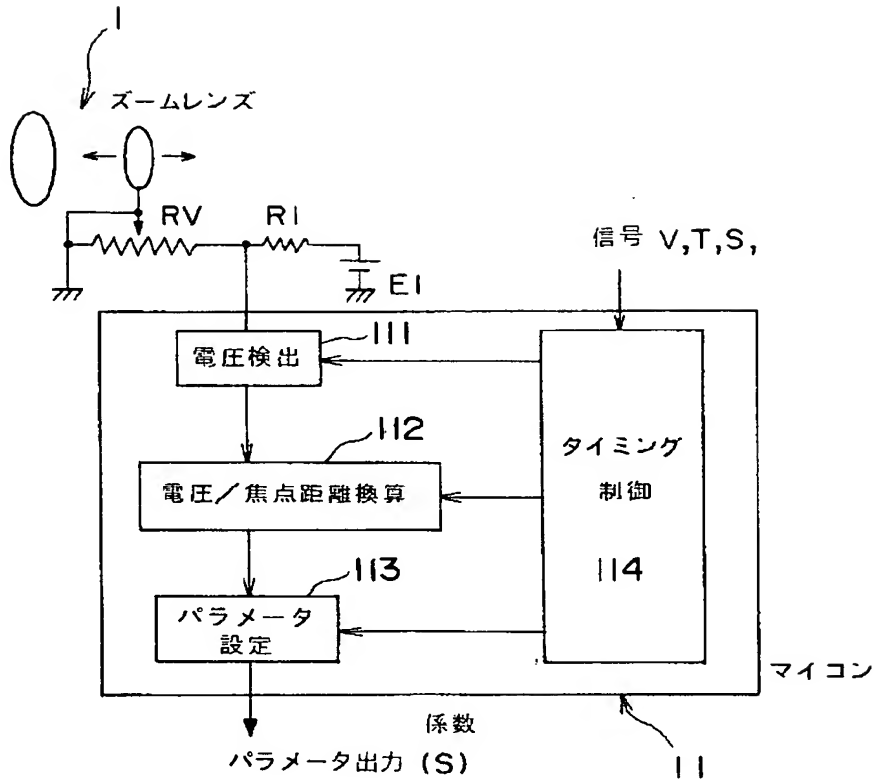 1
ズームレンズ
RV
R1
信号 V,T,S,
E1
電圧検出
111
112
電圧/焦点距離換算
タイミング
制御
114
113
パラメータ
設定
マイコン
係数
パラメータ出力 (S)
11